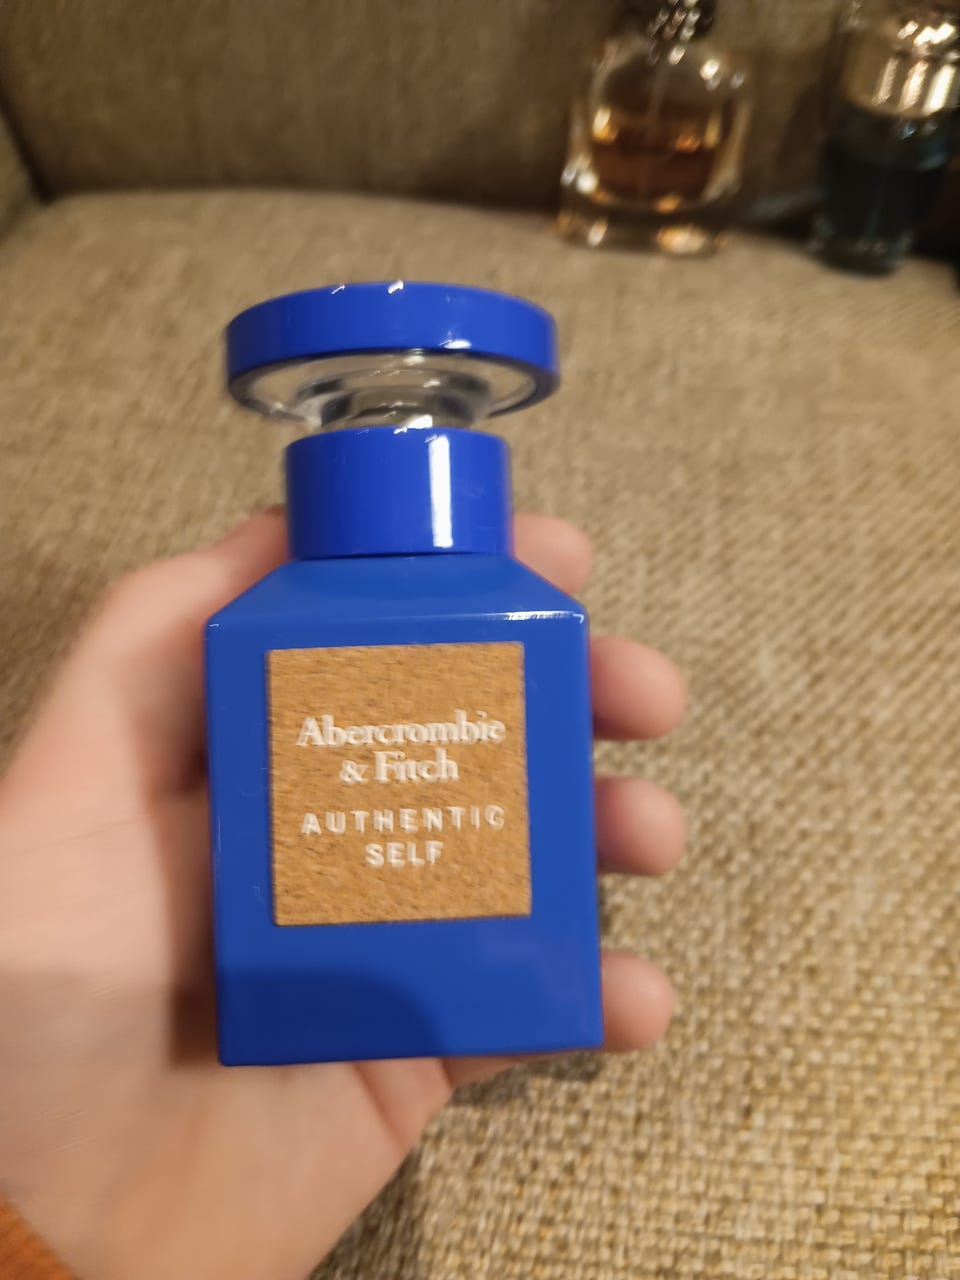 Abercrombie
& Fitch
AUTHENTIC
SELF